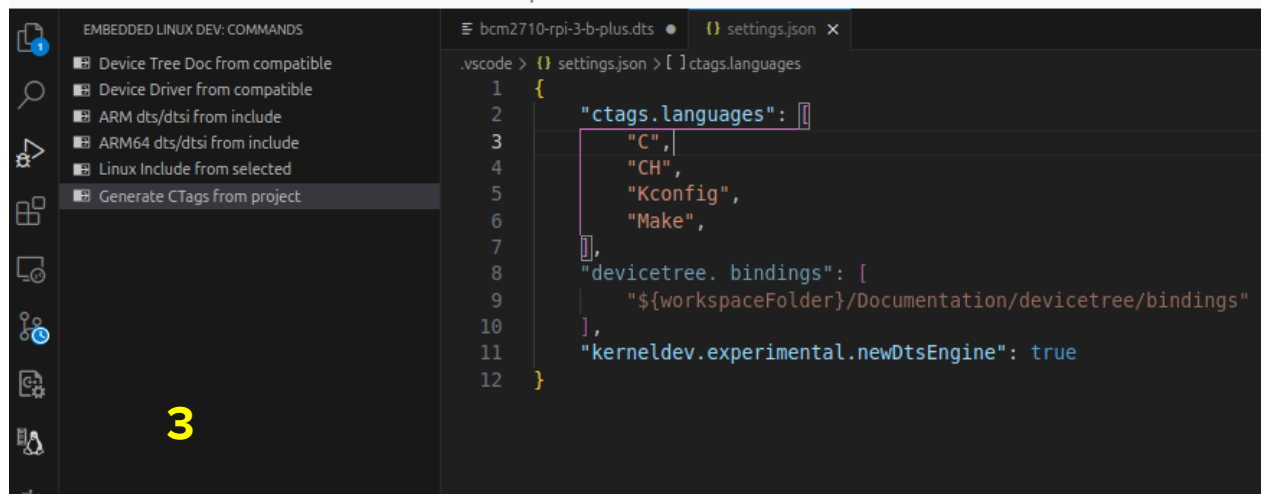 EMBEDDED LINUX DEV: COMMANDS
Device Tree Doc from compatible
Device Driver from compatible
ARM dts/dtsi from include
ARM64 dts/dtsi from include
Linux Include from selected
Generate CTags from project
1
3
bcm2710-rpi-3-b-plus.dts ● {} settings.json ×
.vscode > {} settings.json > [ ] ctags.languages
1 {
2 "ctags.languages": [
3 "C",
4 "CH",
5 "Kconfig",
6 "Make",
7 ],
8 "devicetree. bindings": [
9 "${workspaceFolder}/Documentation/devicetree/bindings"
10 ],
11 "kerneldev.experimental.newDtsEngine": true
12 }